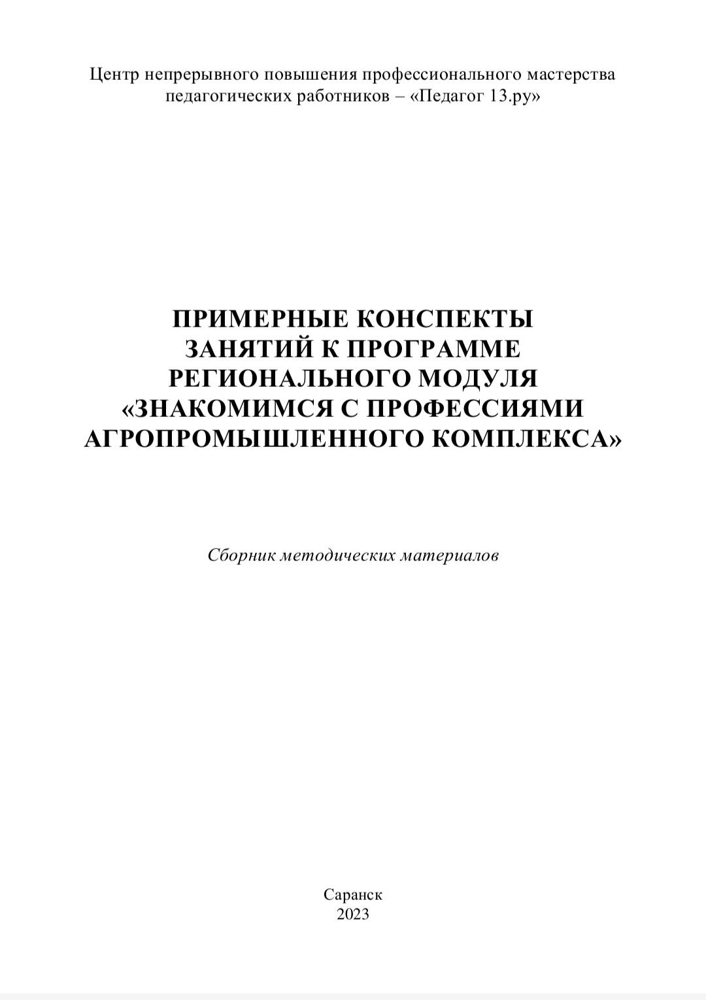 Центр непрерывного повышения профессионального мастерства
педагогических работников – «Педагог 13.ру»
ПРИМЕРНЫЕ КОНСПЕКТЫ
ЗАНЯТИЙ К ПРОГРАММЕ
РЕГИОНАЛЬНОГО МОДУЛЯ
«ЗНАКОМИМСЯ С ПРОФЕССИЯМИ
АГРОПРОМЫШЛЕННОГО КОМПЛЕКСА»
Сборник методических материалов
Саранск
2023